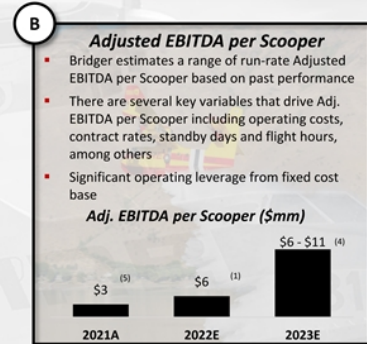 B
Adjusted EBITDA per Scooper
▪ Bridger estimates a range of run-rate Adjusted
EBITDA per Scooper based on past performance
▪ There are several key variables that drive Adj.
EBITDA per Scooper including operating costs,
contract rates, standby days and flight hours,
among others
▪ Significant operating leverage from fixed cost
base
Adj. EBITDA per Scooper ($mm)
$6 - $11 (4)
$3 (5) $6 (1)
2021A 2022E 2023E